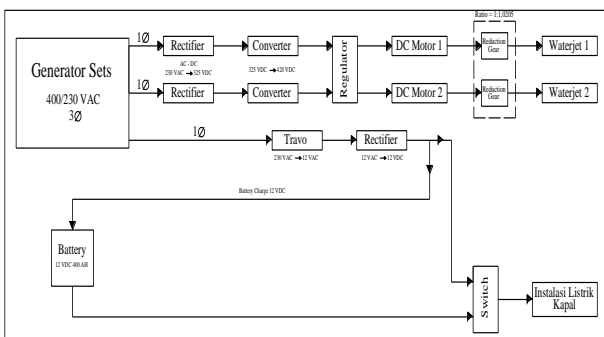 Ratio = 1:1,0205
Generator Sets
400/230 VAC
3Ø
1Ø
Rectifier
Converter
Regulator
DC Motor 1
Reduction
Gear
Waterjet 1
AC - DC
230 VAC → 325 VDC
325 VDC → 420 VDC
1Ø
Rectifier
Converter
DC Motor 2
Reduction
Gear
Waterjet 2
1Ø
Travo
Rectifier
230 VAC → 12 VAC
12 VAC → 12 VDC
Battery Charge 12 VDC
Battery
12 VDC 400 AH
Switch
Instalasi Listrik
Kapal